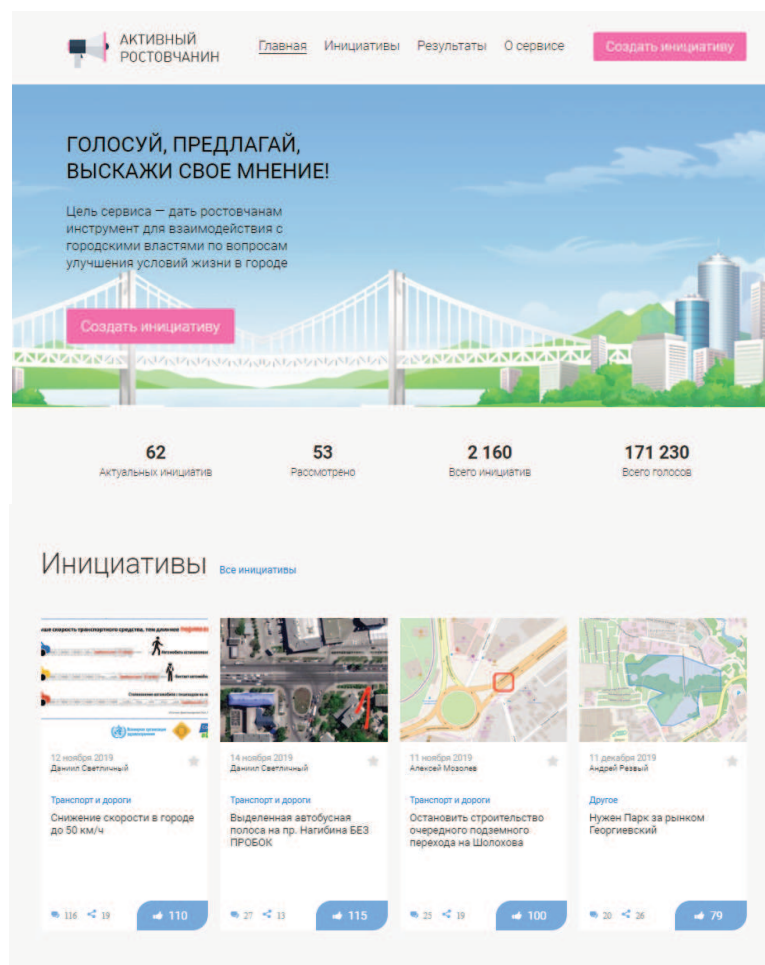 АКТИВНЫЙ
РОСТОВЧАНИН
Главная Инициативы Результаты О сервисе Создать инициативу
ГОЛОСУЙ, ПРЕДЛАГАЙ,
ВЫСКАЖИ СВОЕ МНЕНИЕ!
Цель сервиса — дать ростовчанам
инструмент для взаимодействия с
городскими властями по вопросам
улучшения условий жизни в городе
Создать инициативу
62 53 2 160 171 230
Актуальных инициатив Рассмотрено Всего инициатив Всего голосов
Инициативы Все инициативы
12 ноября 2019
Даниил Светличный
Транспорт и дороги
Снижение скорости в городе
до 50 км/ч
116 19 110
14 ноября 2019
Даниил Светличный
Транспорт и дороги
Выделенная автобусная
полоса на пр. Нагибина БЕЗ
ПРОБОК
27 13 115
11 ноября 2019
Алексей Мозолев
Транспорт и дороги
Остановить строительство
очередного подземного
перехода на Шолохова
25 19 100
11 декабря 2019
Андрей Резвый
Другое
Нужен Парк за рынком
Георгиевский
20 26 79